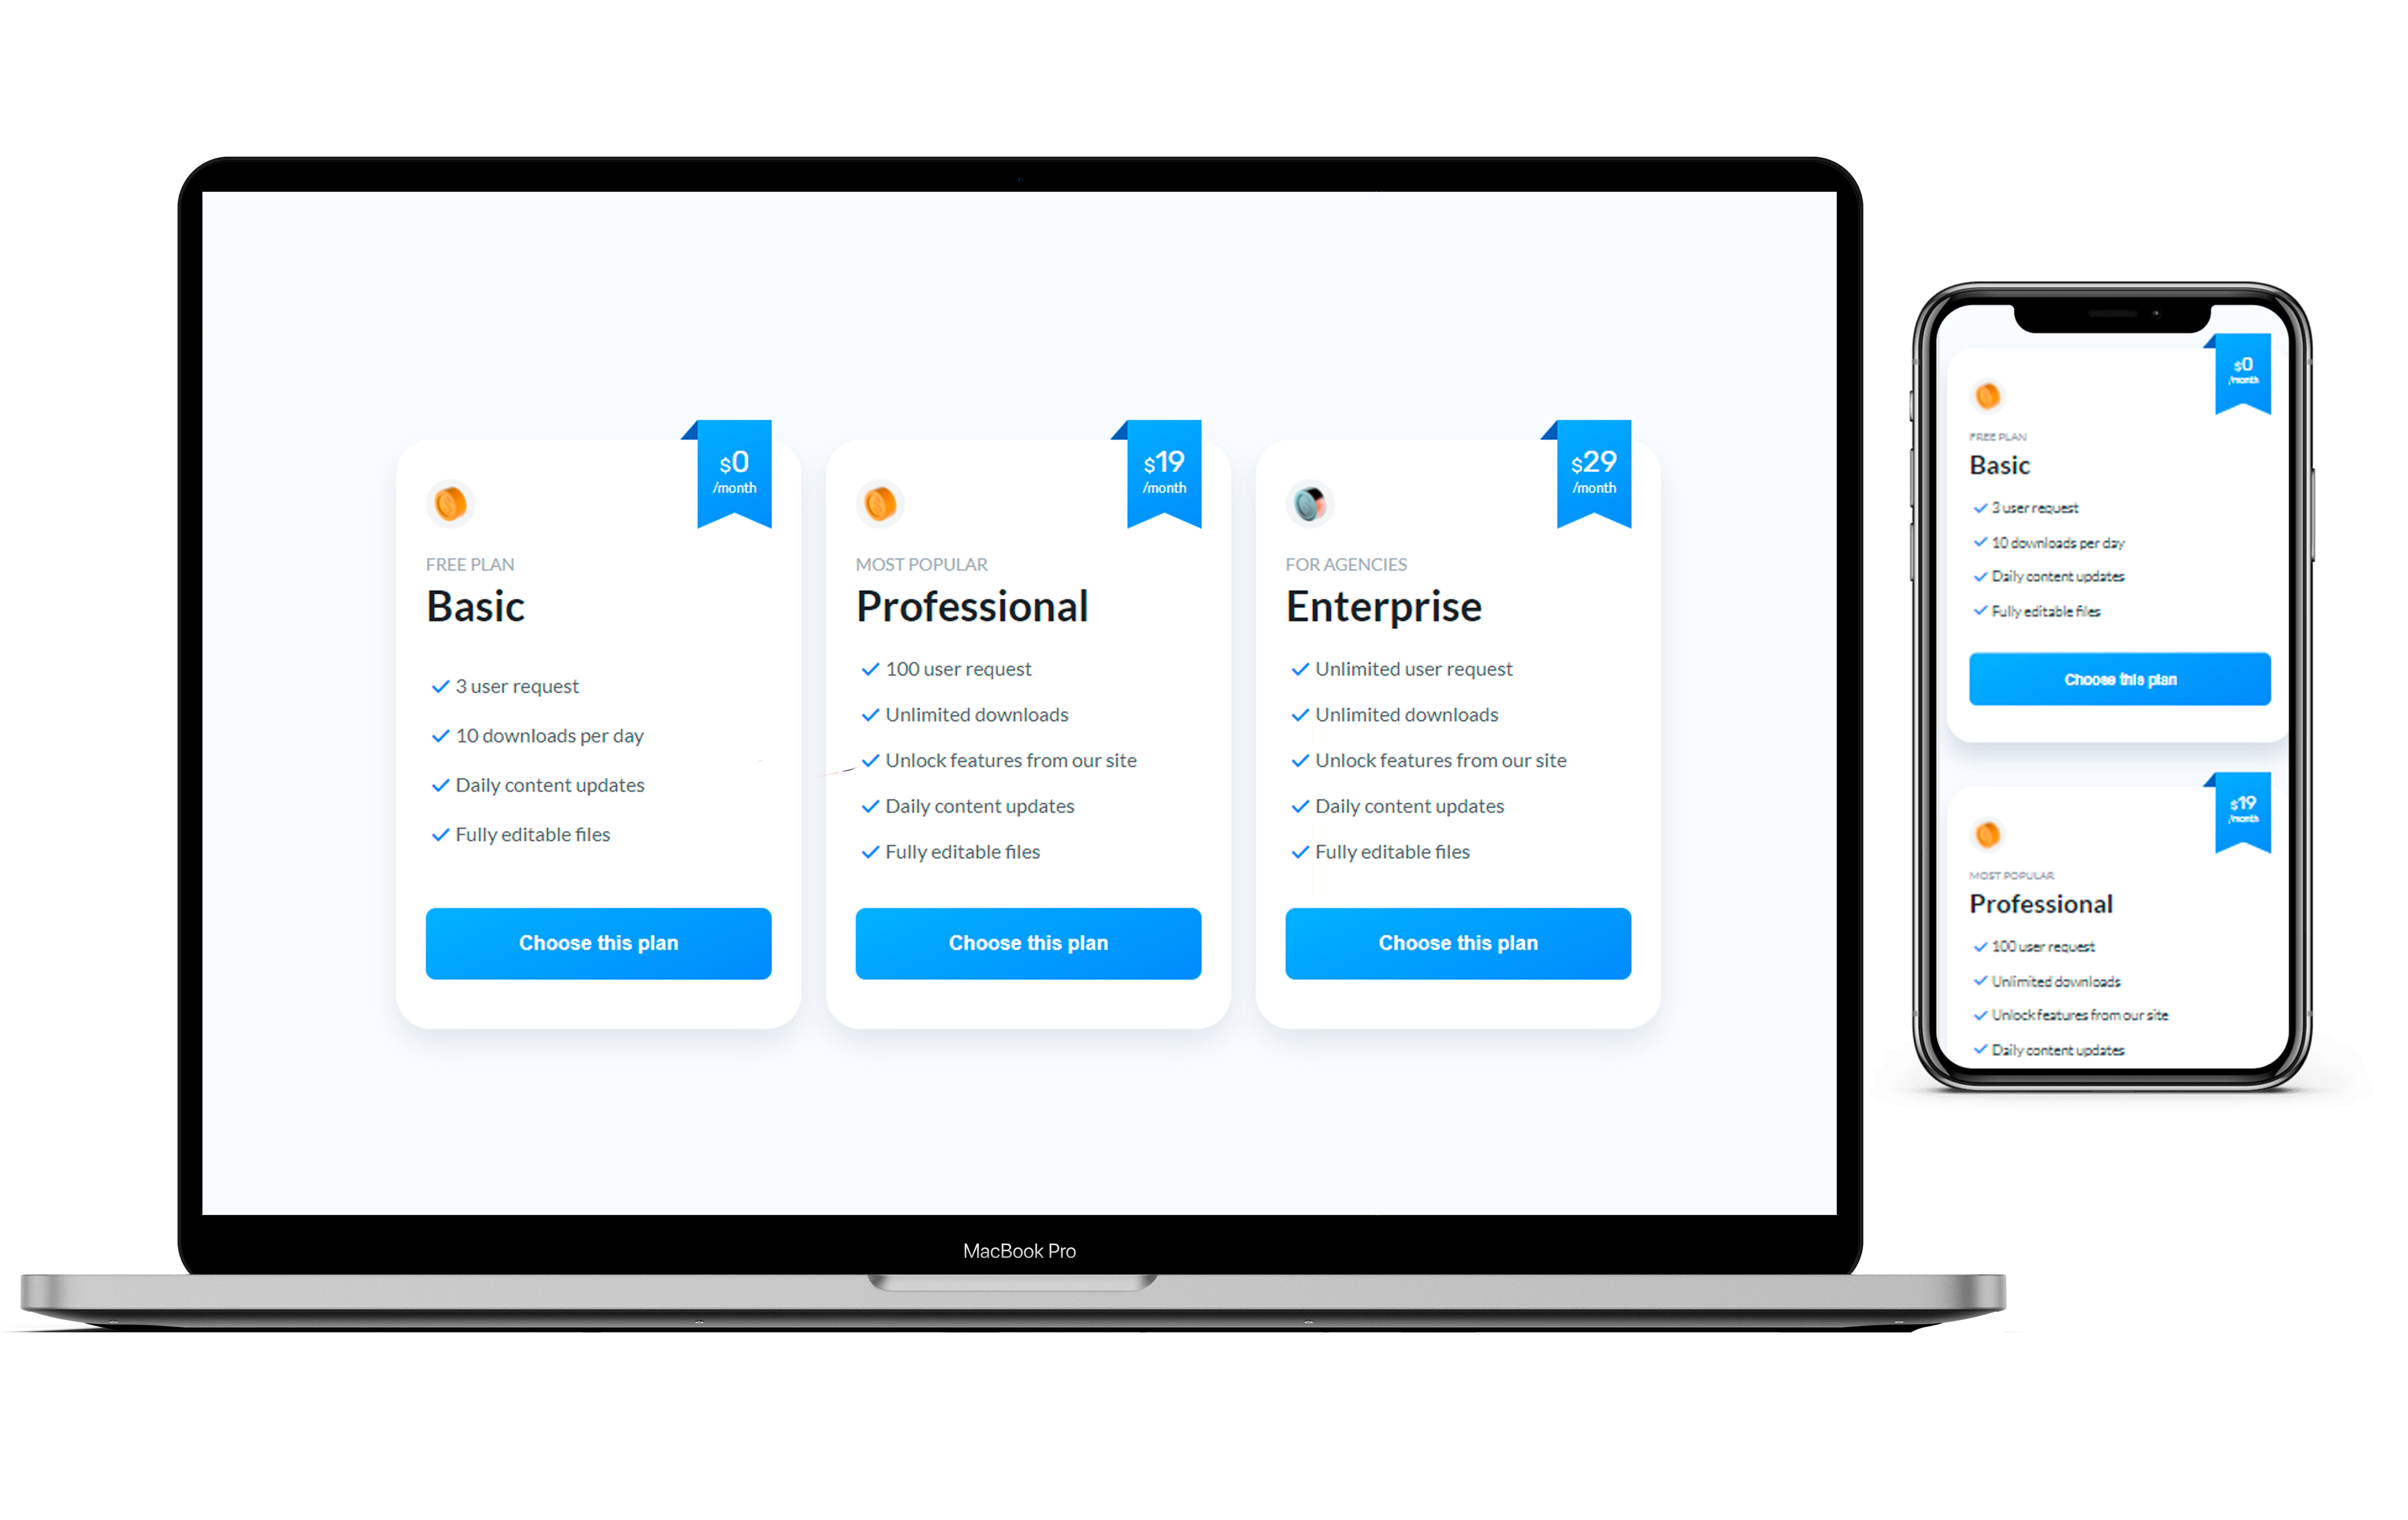 $0
/month
FREE PLAN
Basic
3 user request
10 downloads per day
Daily content updates
Fully editable files
Choose this plan
$19
/month
MOST POPULAR
Professional
100 user request
Unlimited downloads
Unlock features from our site
Daily content updates
Fully editable files
Choose this plan
$29
/month
FOR AGENCIES
Enterprise
Unlimited user request
Unlimited downloads
Unlock features from our site
Daily content updates
Fully editable files
Choose this plan
MacBook Pro
$0
/month
FREE PLAN
Basic
3 user request
10 downloads per day
Daily content updates
Fully editable files
Choose this plan
$19
/month
MOST POPULAR
Professional
100 user request
Unlimited downloads
Unlock features from our site
Daily content updates